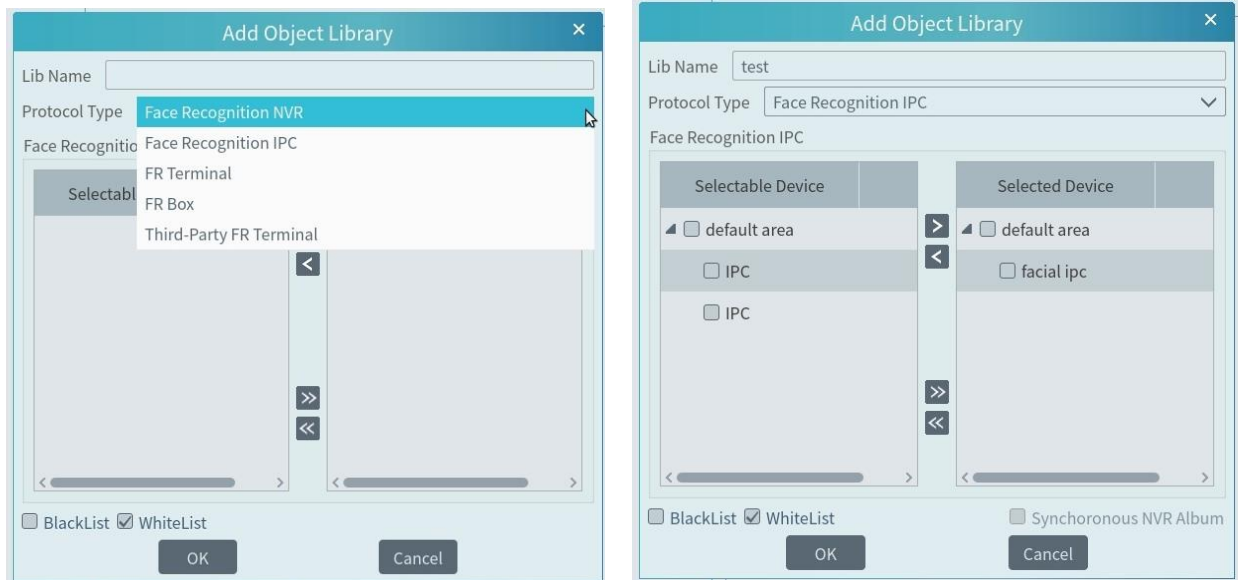 Add Object Library
Lib Name
Protocol Type Face Recognition NVR
Face Recognitio Face Recognition IPC
FR Terminal
Selectabl FR Box
Third-Party FR Terminal
BlackList WhiteList
OK Cancel
Add Object Library
Lib Name test
Protocol Type Face Recognition IPC
Face Recognition IPC
Selectable Device Selected Device
default area default area
IPC facial ipc
IPC
BlackList WhiteList Synchoronous NVR Album
OK Cancel